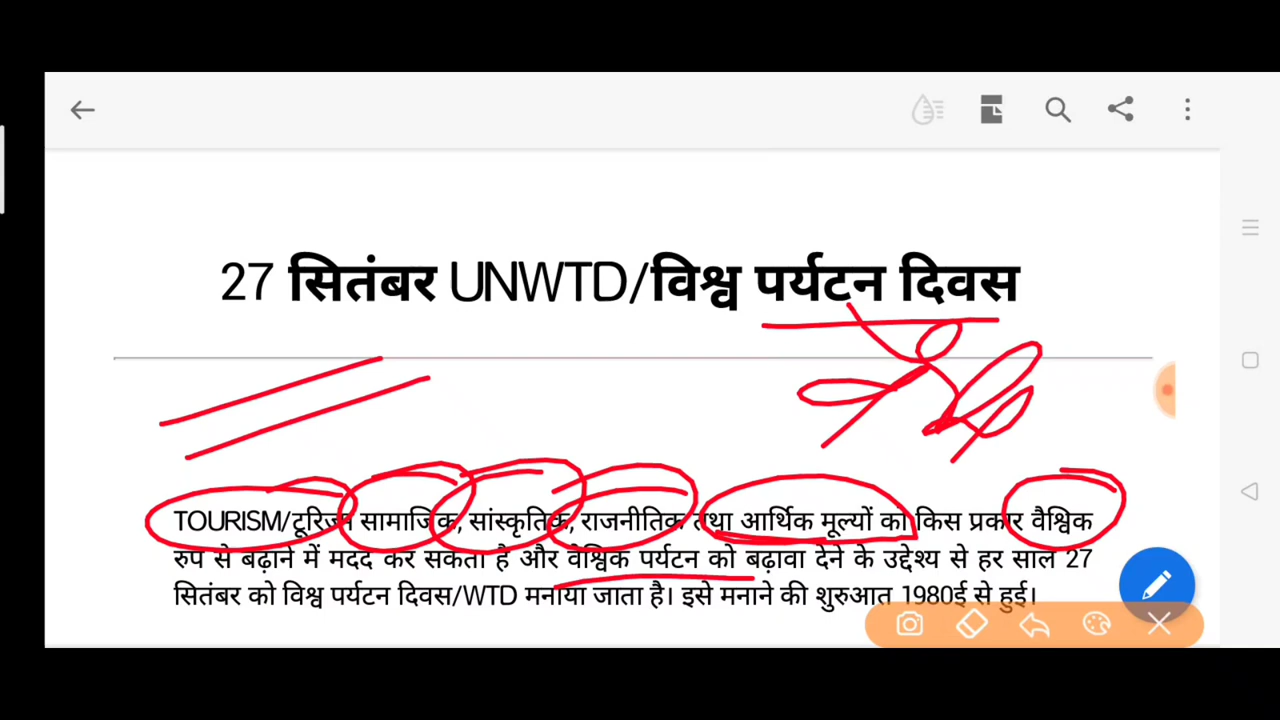 27 सितंबर UNWTD/विश्व पर्यटन दिवस
TOURISM/टूरिज्म सामाजिक, सांस्कृतिक, राजनीतिक तथा आर्थिक मूल्यों को किस प्रकार वैश्विक
रुप से बढ़ाने में मदद कर सकता है और वैश्विक पर्यटन को बढ़ावा देने के उद्देश्य से हर साल 27
सितंबर को विश्व पर्यटन दिवस/WTD मनाया जाता है। इसे मनाने की शुरुआत 1980ई से हुई।